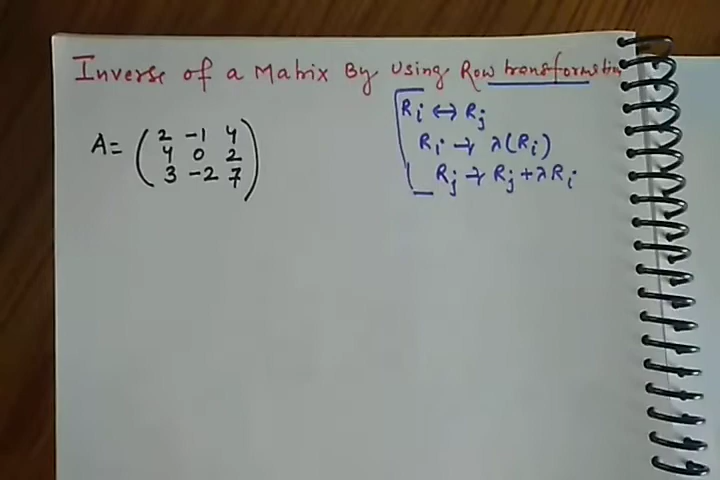 Inverse of a Matrix By Using Row transformation
A= ( 2 -1 4
4 0 2
3 -2 7 )
Ri ↔ Rj
Ri → λ(Ri)
Rj → Rj + λRi